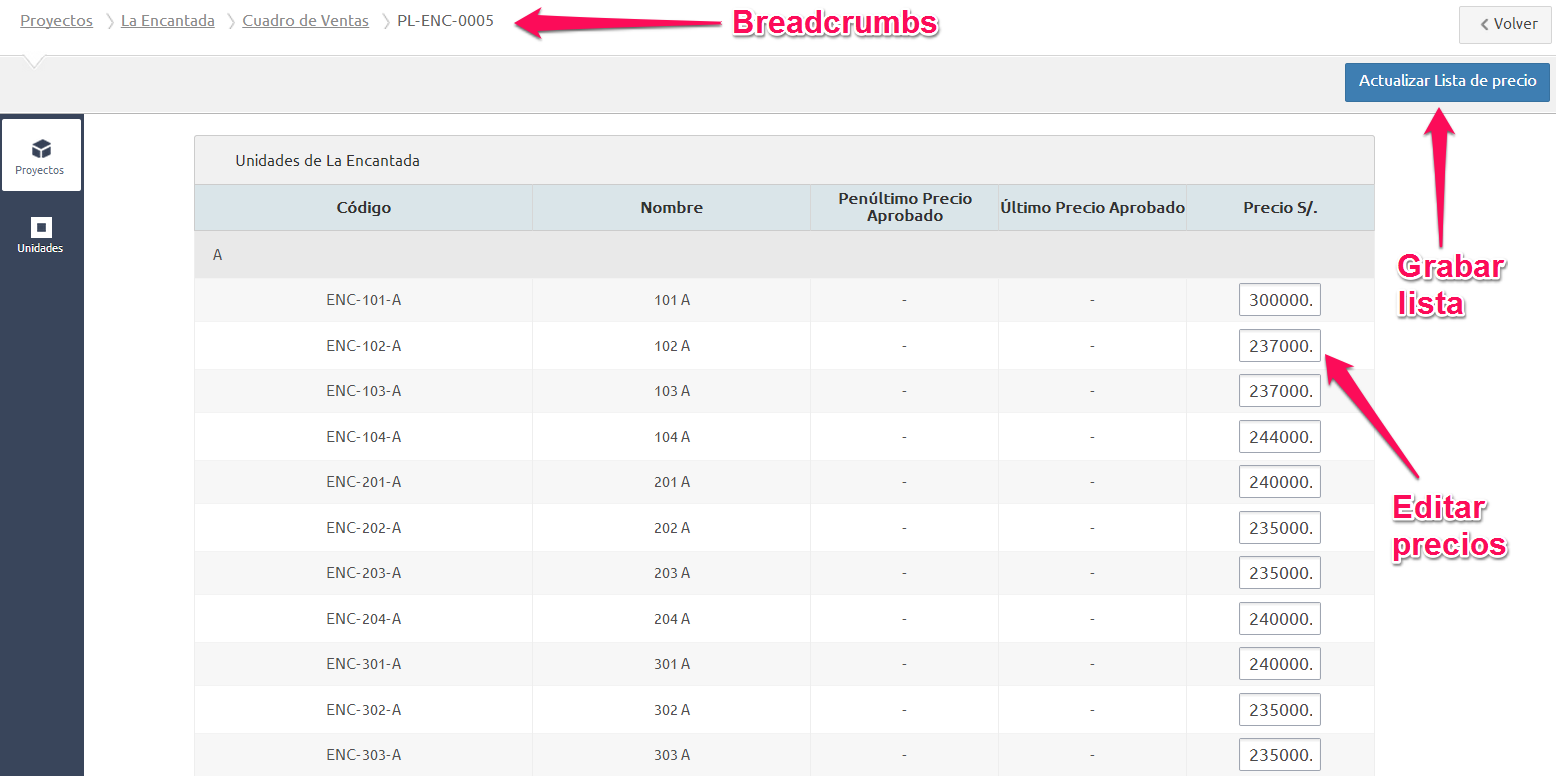 Proyectos La Encantada Cuadro de Ventas PL-ENC-0005 Breadcrumbs Volver
Actualizar Lista de precio
Proyectos
Unidades
Unidades de La Encantada
Código Nombre Penúltimo Precio Aprobado Último Precio Aprobado Precio S/.
A
ENC-101-A 101 A - - 300000.
ENC-102-A 102 A - - 237000.
ENC-103-A 103 A - - 237000.
ENC-104-A 104 A - - 244000.
ENC-201-A 201 A - - 240000.
ENC-202-A 202 A - - 235000.
ENC-203-A 203 A - - 235000.
ENC-204-A 204 A - - 240000.
ENC-301-A 301 A - - 240000.
ENC-302-A 302 A - - 235000.
ENC-303-A 303 A - - 235000.
Grabar
lista
Editar
precios